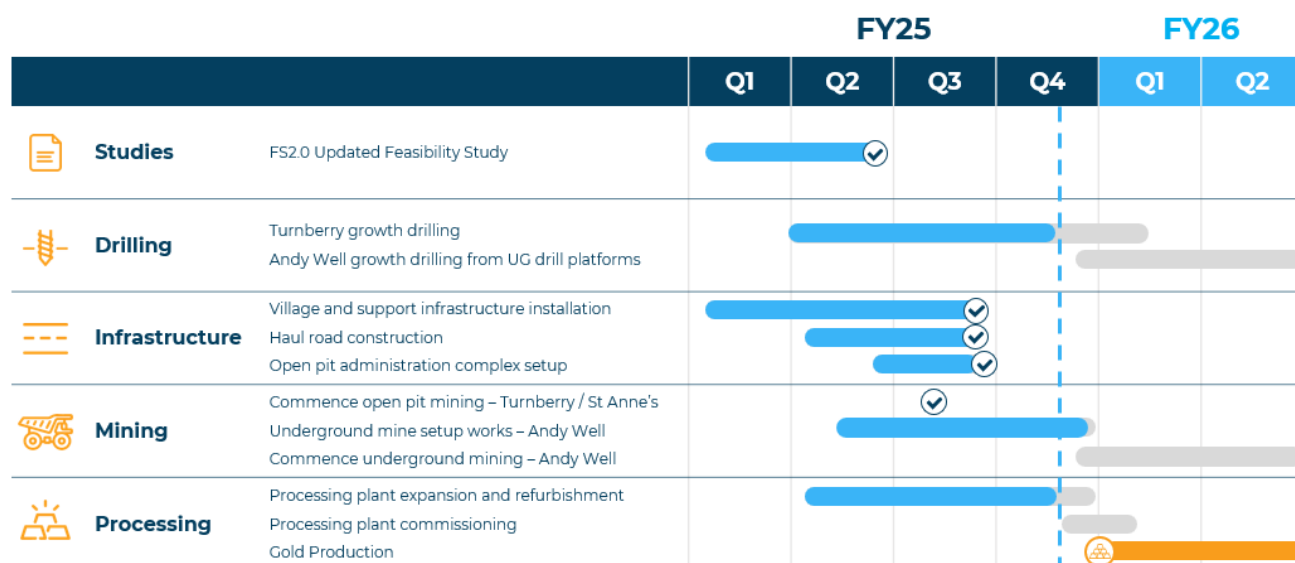 FY25 FY26
Q1 Q2 Q3 Q4 Q1 Q2
Studies FS2.0 Updated Feasibility Study
Turnberry growth drilling
Drilling
Andy Well growth drilling from UG drill platforms
Village and support infrastructure installation
Infrastructure Haul road construction
Open pit administration complex setup
Commence open pit mining – Turnberry / St Anne's
Mining Underground mine setup works – Andy Well
Commence underground mining – Andy Well
Processing plant expansion and refurbishment
Processing Processing plant commissioning
Gold Production